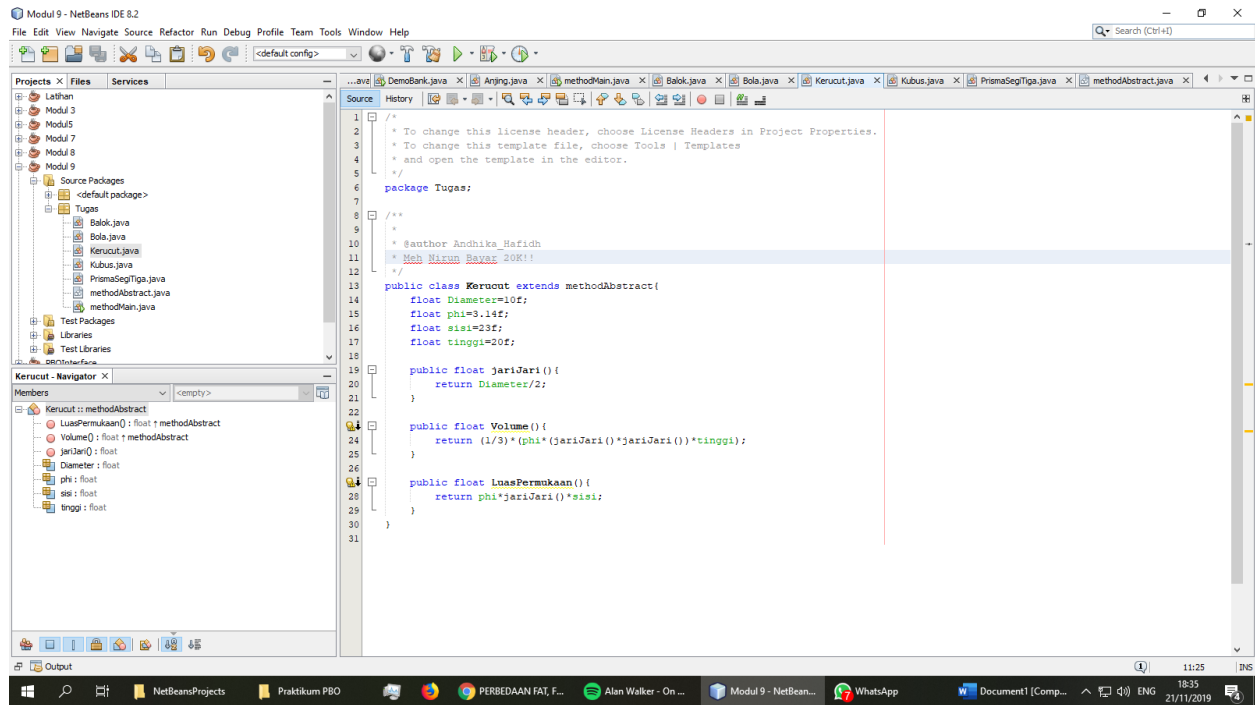 Modul 9 - NetBeans IDE 8.2
File Edit View Navigate Source Refactor Run Debug Profile Team Tools Window Help
Search (Ctrl+I)
<default config>
Projects Files Services
Latihan
Modul 3
Modul5
Modul 7
Modul 8
Modul 9
Source Packages
<default package>
Tugas
Balok.java
Bola.java
Kerucut.java
Kubus.java
PrismaSegiTiga.java
methodAbstract.java
methodMain.java
Test Packages
Libraries
Test Libraries
PBOInterface
Kerucut - Navigator
Members <empty>
Kerucut :: methodAbstract
LuasPermukaan() : float ↑ methodAbstract
Volume() : float ↑ methodAbstract
jariJari() : float
Diameter : float
phi : float
sisi : float
tinggi : float
...ava DemoBank.java Anjing.java methodMain.java Balok.java Bola.java Kerucut.java Kubus.java PrismaSegiTiga.java methodAbstract.java
Source History
1 /*
2 * To change this license header, choose License Headers in Project Properties.
3 * To change this template file, choose Tools | Templates
4 * and open the template in the editor.
5 */
6 package Tugas;
7
8 /**
9 *
10 * @author Andhika_Hafidh
11 * Meh Nirun Bayar 20K!!
12 */
13 public class Kerucut extends methodAbstract{
14 float Diameter=10f;
15 float phi=3.14f;
16 float sisi=23f;
17 float tinggi=20f;
18
19 public float jariJari(){
20 return Diameter/2;
21 }
22
public float Volume(){
24 return (1/3)*(phi*(jariJari()*jariJari())*tinggi);
25 }
26
public float LuasPermukaan(){
28 return phi*jariJari()*sisi;
29 }
30 }
31
Output
1 11:25 INS
NetBeansProjects Praktikum PBO PERBEDAAN FAT, F... Alan Walker - On ... Modul 9 - NetBean... 7 WhatsApp Document1 [Comp... ENG 18:35
21/11/2019 4